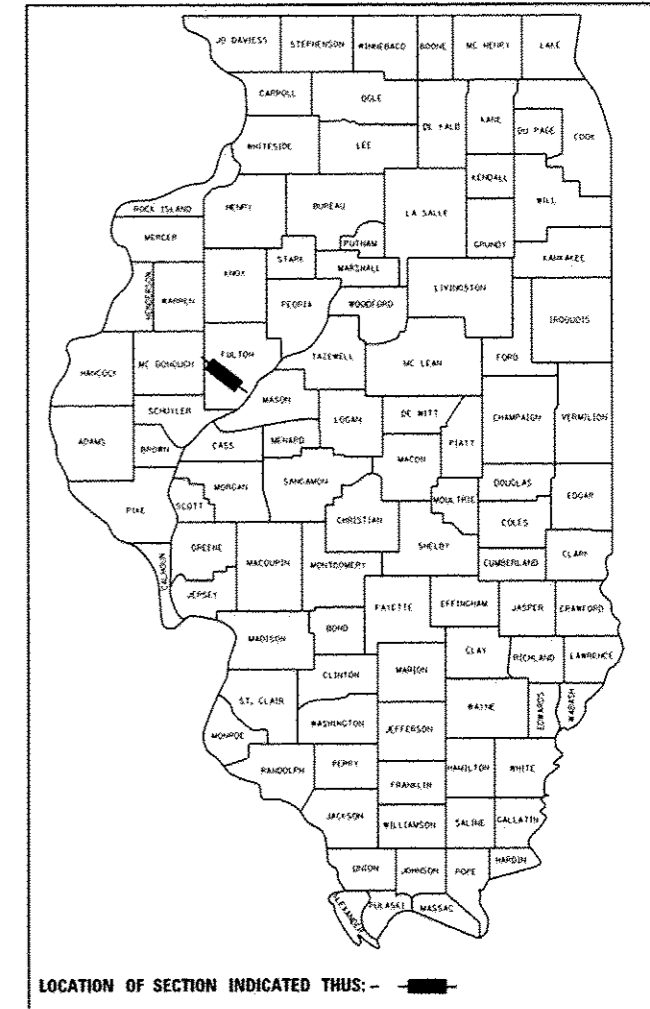 JO DAVIESS STEPHENSON WINNEBAGO BOONE MC HENRY LAKE
CARROLL OGLE DE KALB KANE DU PAGE COOK
WHITESIDE LEE KENDALL WILL
ROCK ISLAND HENRY BUREAU LA SALLE GRUNDY
MERCER PUTNAM KANKAKEE
HENDERSON WARREN KNOX STARK MARSHALL
PEORIA WOODFORD LIVINGSTON IROQUOIS
HANCOCK MC DONOUGH FULTON TAZEWELL MC LEAN FORD
SCHUYLER MASON DE WITT CHAMPAIGN VERMILION
ADAMS BROWN CASS MENARD LOGAN PIATT
MACON
PIKE SCOTT MORGAN SANGAMON MOULTRIE DOUGLAS EDGAR
CHRISTIAN COLES
CALHOUN GREENE MACOUPIN MONTGOMERY SHELBY CUMBERLAND CLARK
JERSEY FAYETTE EFFINGHAM JASPER CRAWFORD
MADISON BOND
CLINTON MARION CLAY RICHLAND LAWRENCE
ST. CLAIR WASHINGTON JEFFERSON WAYNE EDWARDS WABASH
MONROE
RANDOLPH PERRY FRANKLIN HAMILTON WHITE
JACKSON WILLIAMSON SALINE GALLATIN
UNION JOHNSON POPE HARDIN
ALEXANDER PULASKI MASSAC
LOCATION OF SECTION INDICATED THUS: -